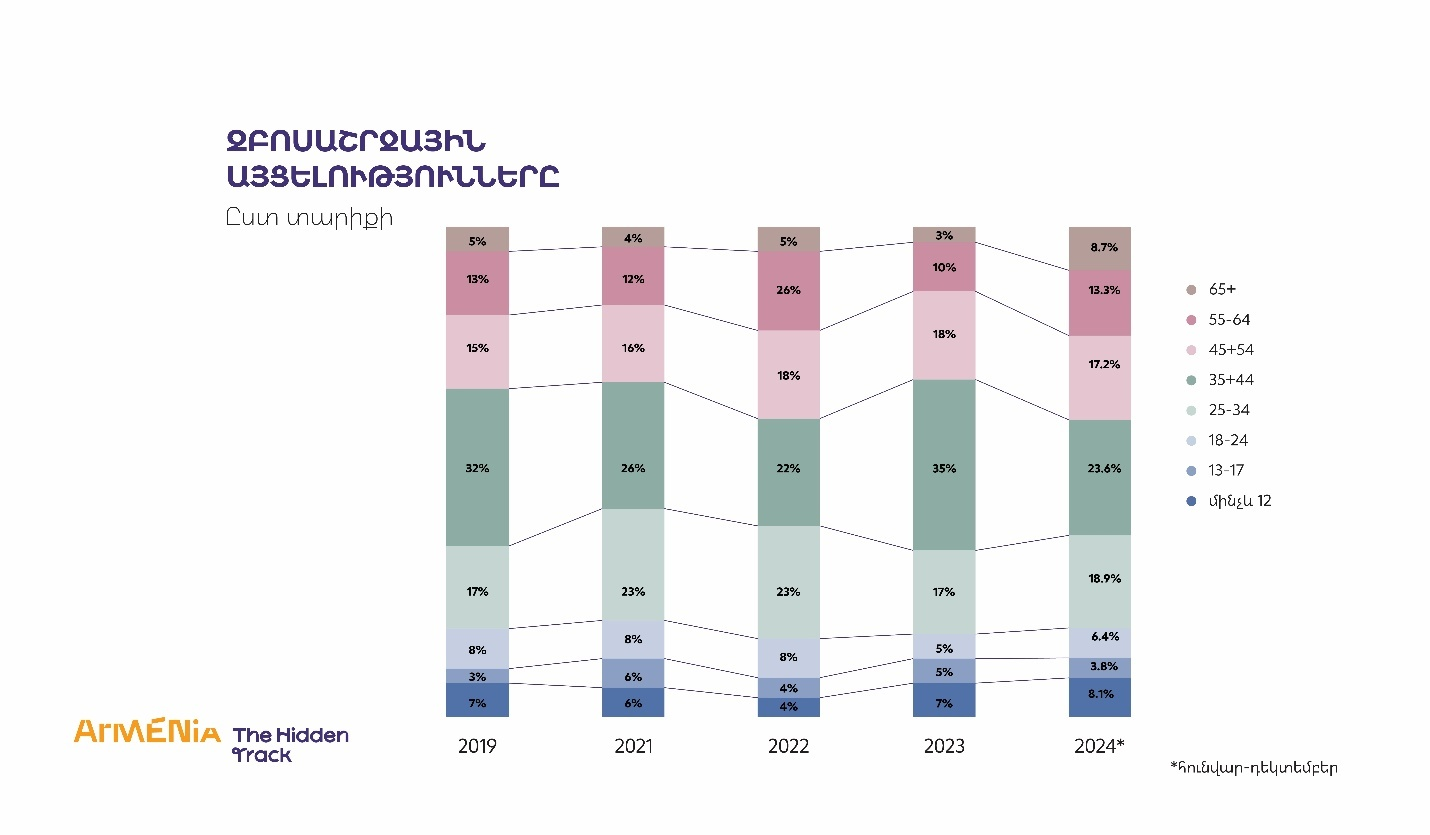 ԶԲՈՍԱՇՐՋԱՅԻՆ
ԱՅՑԵԼՈՒԹՅՈՒՆՆԵՐԸ
Ըստ տարիքի
5% 4% 5% 3% 8.7%
13% 12% 26% 10% 13.3%
15% 16% 18% 18% 17.2%
32% 26% 22% 35% 23.6%
17% 23% 23% 17% 18.9%
8% 8% 8% 5% 6.4%
3% 6% 4% 5% 3.8%
7% 6% 4% 7% 8.1%
2019 2021 2022 2023 2024*
65+
55-64
45+54
35+44
25-34
18-24
13-17
մինչև 12
ArMENiA The Hidden
Track
*հունվար-դեկտեմբեր